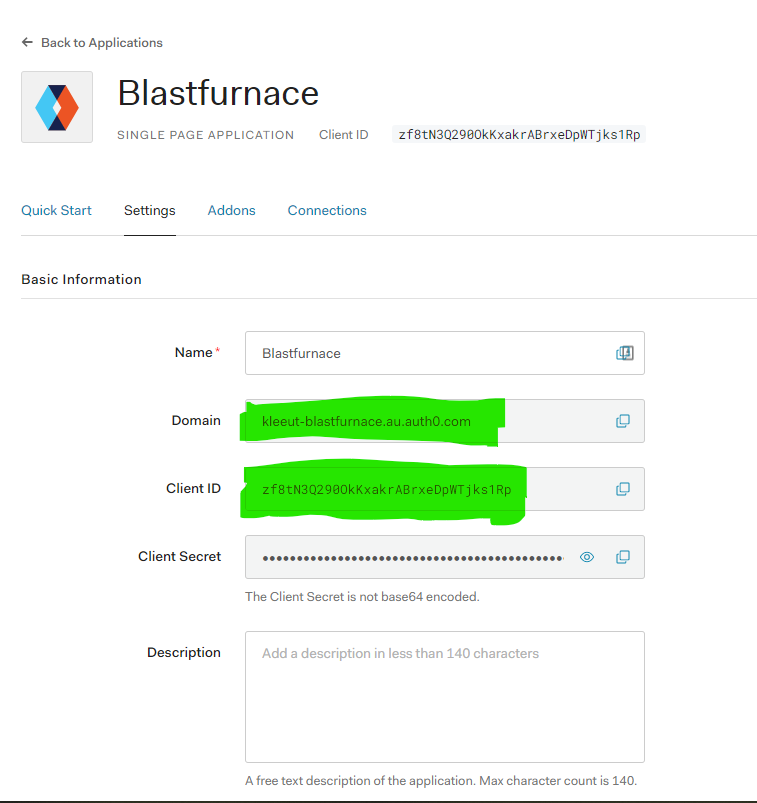 ← Back to Applications
Blastfurnace
SINGLE PAGE APPLICATION Client ID zf8tN3Q290OkKxakrABrxeDpWTjks1Rp
Quick Start Settings Addons Connections
Basic Information
Name * Blastfurnace
Domain kleeut-blastfurnace.au.auth0.com
Client ID zf8tN3Q290OkKxakrABrxeDpWTjks1Rp
Client Secret ••••••••••••••••••••••••••••••••••••••••••••
The Client Secret is not base64 encoded.
Description Add a description in less than 140 characters
A free text description of the application. Max character count is 140.